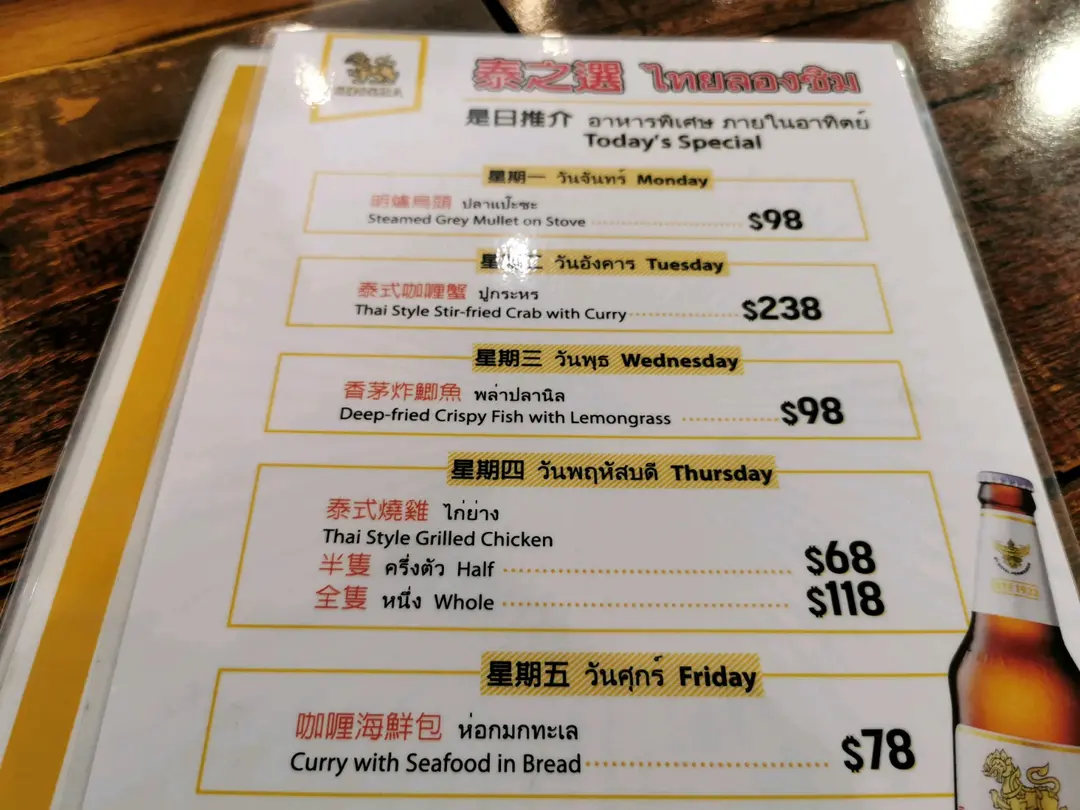 SINGHA
泰之選 ไทยลองชิม
是日推介 อาหารพิเศษ ภายในอาทิตย์
Today's Special
星期一 วันจันทร์ Monday
明爐烏頭 ปลาแป๊ะซะ
Steamed Grey Mullet on Stove $98
星期二 วันอังคาร Tuesday
泰式咖喱蟹 ปูกระหร
Thai Style Stir-fried Crab with Curry $238
星期三 วันพุธ Wednesday
香茅炸鯽魚 พล่าปลานิล
Deep-fried Crispy Fish with Lemongrass $98
星期四 วันพฤหัสบดี Thursday
泰式燒雞 ไก่ย่าง
Thai Style Grilled Chicken
半隻 ครึ่งตัว Half $68
全隻 หนึ่ง Whole $118
星期五 วันศุกร์ Friday
咖喱海鮮包 ห่อกมกทะเล
Curry with Seafood in Bread $78